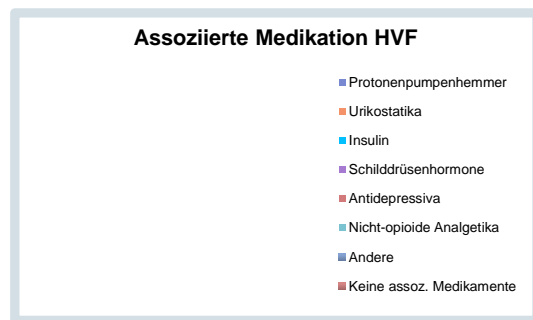 Assoziierte Medikation HVF
Protonenpumpenhemmer
Urikostatika
Insulin
Schilddrüsenhormone
Antidepressiva
Nicht-opioide Analgetika
Andere
Keine assoz. Medikamente